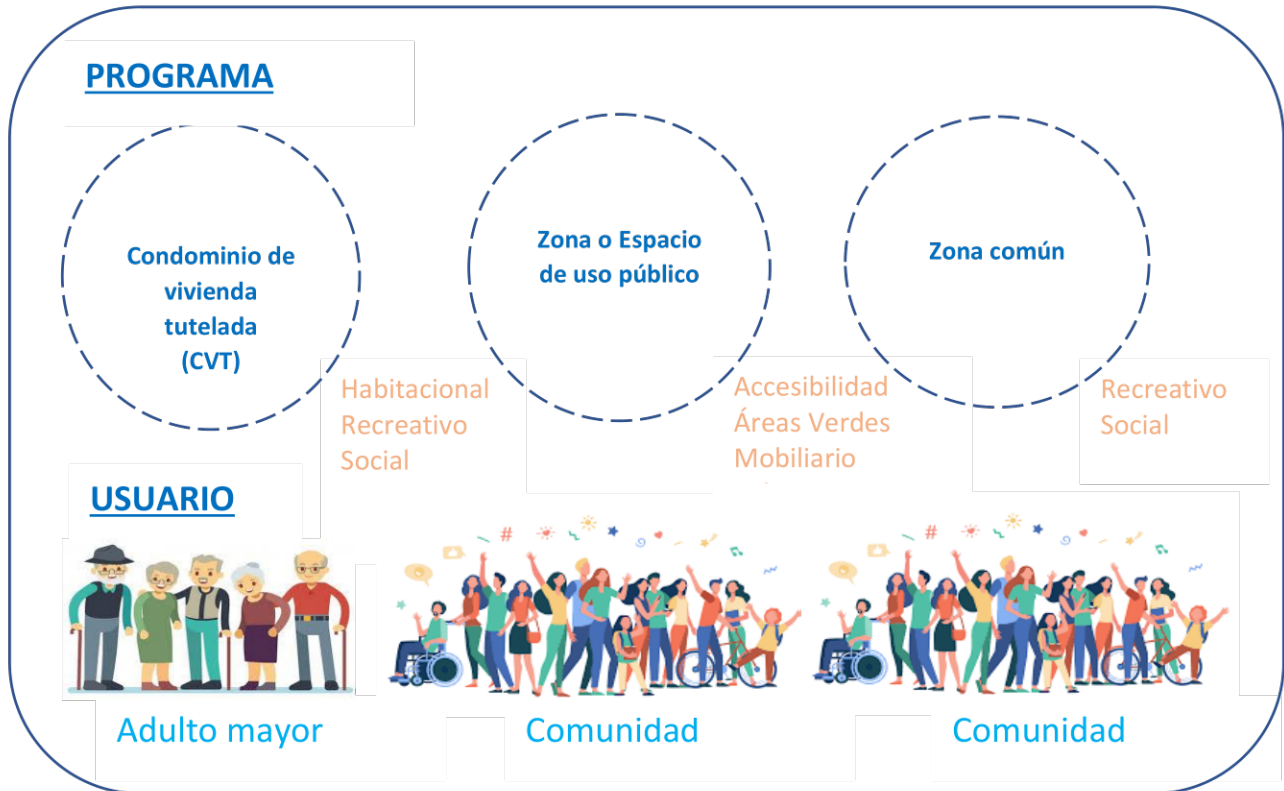 PROGRAMA
Condominio de
vivienda
tutelada
(CVT)
Zona o Espacio
de uso público
Zona común
Habitacional
Recreativo
Social
Accesibilidad
Áreas Verdes
Mobiliario
Recreativo
Social
USUARIO
Adulto mayor
Comunidad
Comunidad